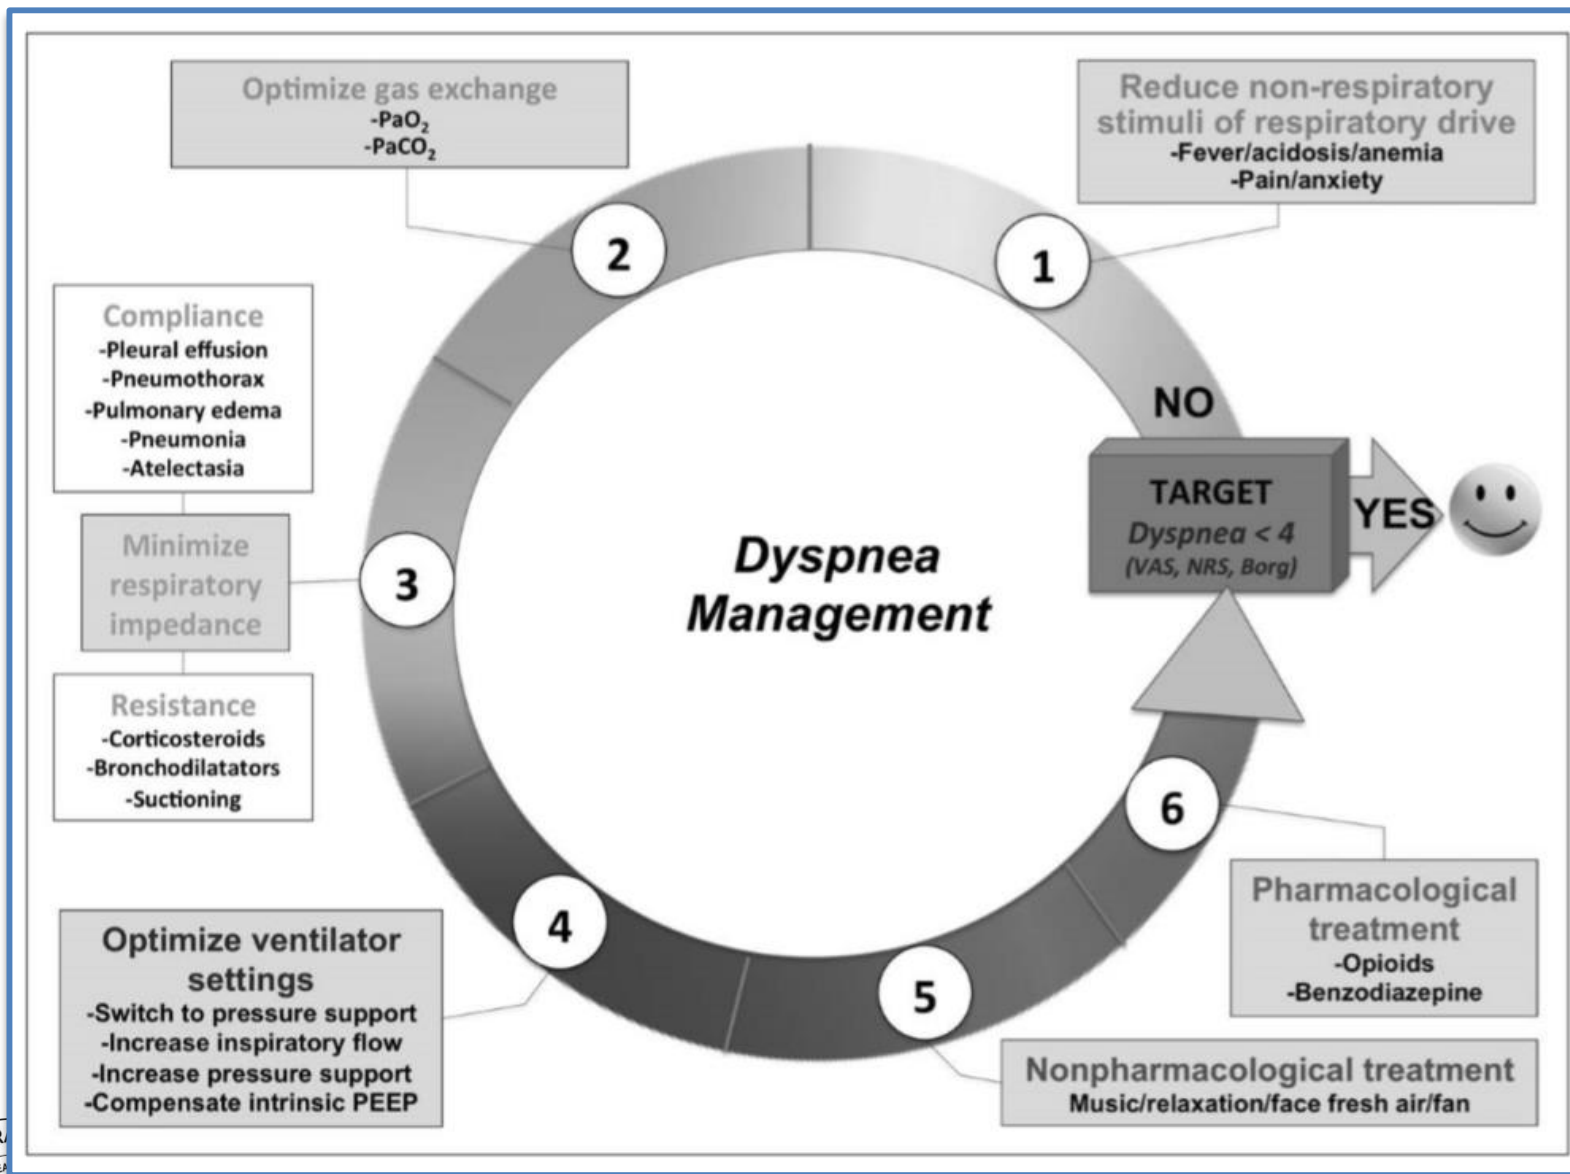 Optimize gas exchange
-PaO₂
-PaCO₂
Reduce non-respiratory
stimuli of respiratory drive
-Fever/acidosis/anemia
-Pain/anxiety
2
1
Compliance
-Pleural effusion
-Pneumothorax
-Pulmonary edema
-Pneumonia
-Atelectasia
NO
TARGET
Dyspnea < 4
(VAS, NRS, Borg)
YES
Minimize
respiratory
impedance
3
Dyspnea
Management
Resistance
-Corticosteroids
-Bronchodilatators
-Suctioning
6
Pharmacological
treatment
-Opioids
-Benzodiazepine
4
Optimize ventilator
settings
-Switch to pressure support
-Increase inspiratory flow
-Increase pressure support
-Compensate intrinsic PEEP
5
Nonpharmacological treatment
Music/relaxation/face fresh air/fan